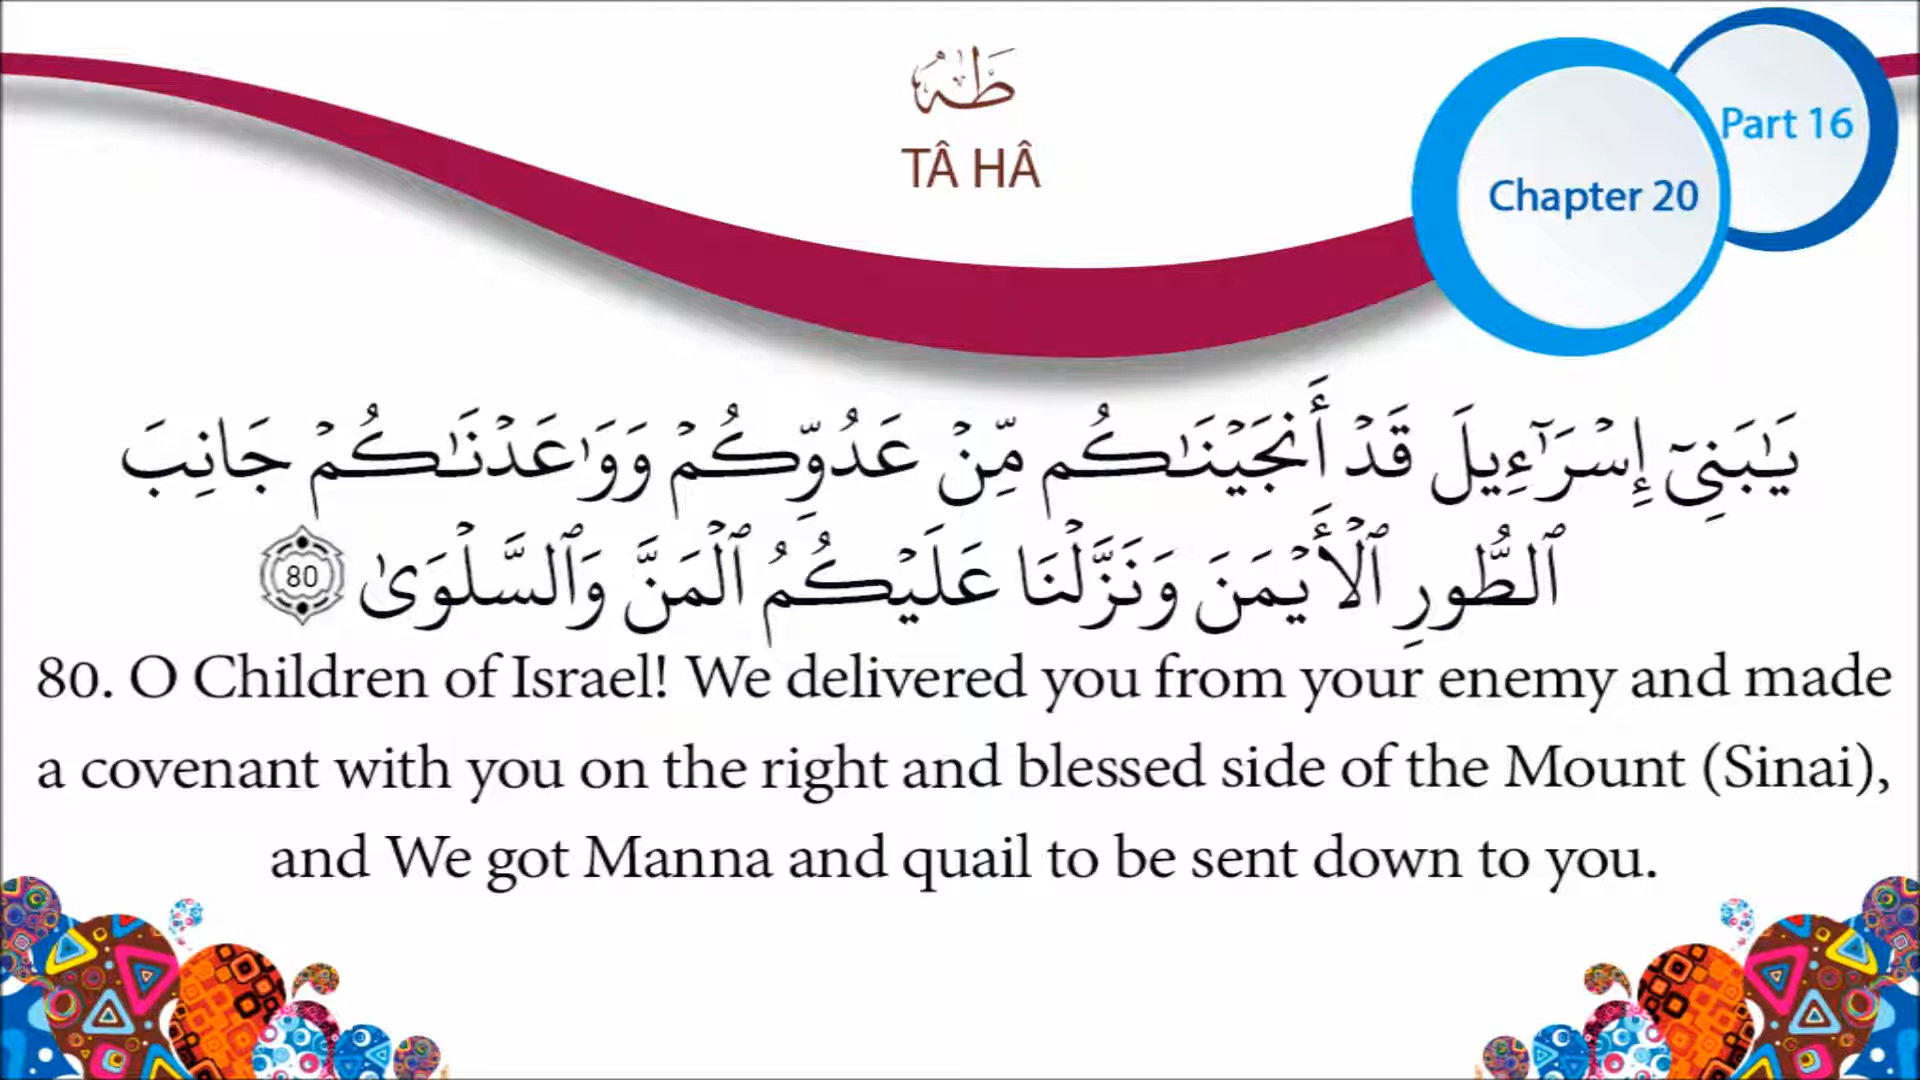 طه
TÂ HÂ
Part 16
Chapter 20
يَـٰبَنِىٓ إِسْرَٰٓءِيلَ قَدْ أَنجَيْنَـٰكُم مِّنْ عَدُوِّكُمْ وَوَٰعَدْنَـٰكُمْ جَانِبَ
ٱلطُّورِ ٱلْأَيْمَنَ وَنَزَّلْنَا عَلَيْكُمُ ٱلْمَنَّ وَٱلسَّلْوَىٰ 80
80. O Children of Israel! We delivered you from your enemy and made
a covenant with you on the right and blessed side of the Mount (Sinai),
and We got Manna and quail to be sent down to you.